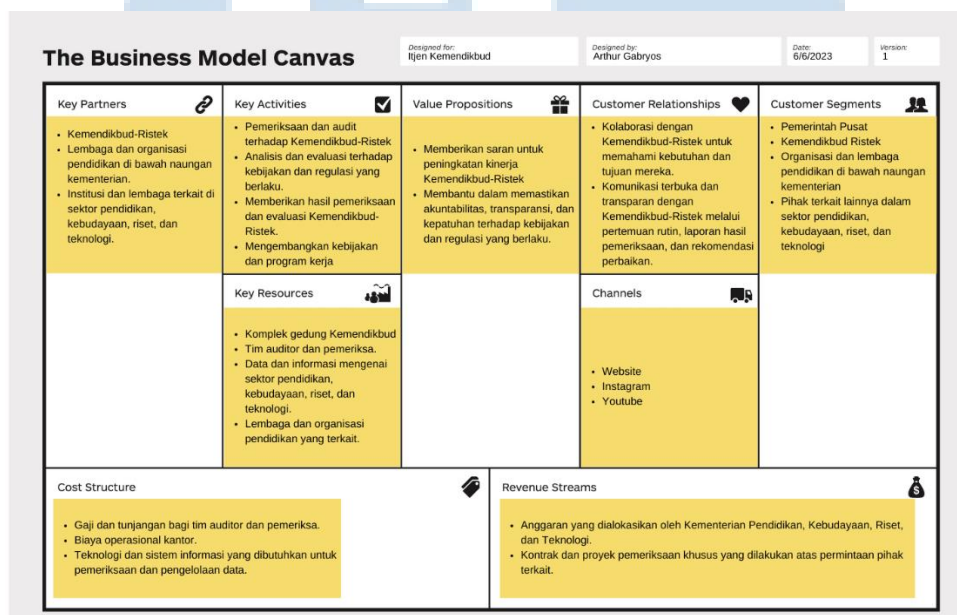 The Business Model Canvas
Designed for:
Itjen Kemendikbud
Designed by:
Arthur Gabryos
Date:
6/6/2023
Version:
1
Key Partners
• Kemendikbud-Ristek
• Lembaga dan organisasi
pendidikan di bawah naungan
kementerian.
• Institusi dan lembaga terkait di
sektor pendidikan,
kebudayaan, riset, dan
teknologi.
Key Activities
• Pemeriksaan dan audit
terhadap Kemendikbud-Ristek
• Analisis dan evaluasi terhadap
kebijakan dan regulasi yang
berlaku.
• Memberikan hasil pemeriksaan
dan evaluasi Kemendikbud-
Ristek.
• Mengembangkan kebijakan
dan program kerja
Key Resources
• Komplek gedung Kemendikbud
• Tim auditor dan pemeriksa.
• Data dan informasi mengenai
sektor pendidikan,
kebudayaan, riset, dan
teknologi.
• Lembaga dan organisasi
pendidikan yang terkait.
Value Propositions
• Memberikan saran untuk
peningkatan kinerja
Kemendikbud-Ristek
• Membantu dalam memastikan
akuntabilitas, transparansi, dan
kepatuhan terhadap kebijakan
dan regulasi yang berlaku.
Customer Relationships
• Kolaborasi dengan
Kemendikbud-Ristek untuk
memahami kebutuhan dan
tujuan mereka.
• Komunikasi terbuka dan
transparan dengan
Kemendikbud-Ristek melalui
pertemuan rutin, laporan hasil
pemeriksaan, dan rekomendasi
perbaikan.
Channels
• Website
• Instagram
• Youtube
Customer Segments
• Pemerintah Pusat
• Kemendikbud Ristek
• Organisasi dan lembaga
pendidikan di bawah naungan
kementerian
• Pihak terkait lainnya dalam
sektor pendidikan,
kebudayaan, riset, dan
teknologi
Cost Structure
• Gaji dan tunjangan bagi tim auditor dan pemeriksa.
• Biaya operasional kantor.
• Teknologi dan sistem informasi yang dibutuhkan untuk
pemeriksaan dan pengelolaan data.
Revenue Streams
• Anggaran yang dialokasikan oleh Kementerian Pendidikan, Kebudayaan, Riset,
dan Teknologi.
• Kontrak dan proyek pemeriksaan khusus yang dilakukan atas permintaan pihak
terkait.